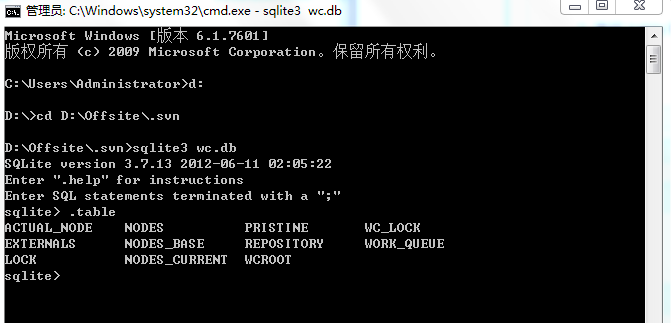 管理员: C:\Windows\system32\cmd.exe - sqlite3  wc.db
Microsoft Windows [版本 6.1.7601]
版权所有 (c) 2009 Microsoft Corporation。保留所有权利。
C:\Users\Administrator>d:
D:\>cd D:\Offsite\.svn
D:\Offsite\.svn>sqlite3 wc.db
SQLite version 3.7.13 2012-06-11 02:05:22
Enter ".help" for instructions
Enter SQL statements terminated with a ";"
sqlite> .table
ACTUAL_NODE    NODES          PRISTINE       WC_LOCK
EXTERNALS      NODES_BASE     REPOSITORY     WORK_QUEUE
LOCK           NODES_CURRENT  WCROOT
sqlite>